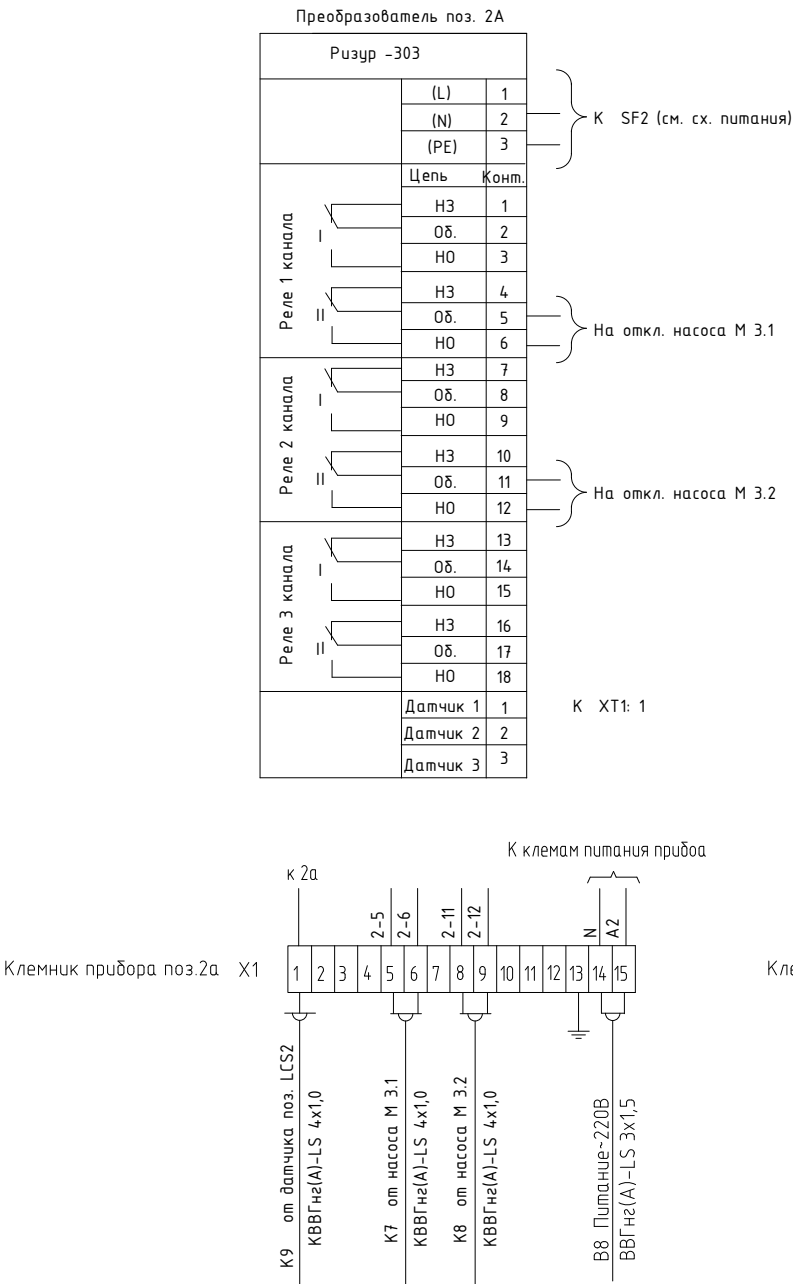 Преобразователь поз. 2А
Ризур -303
(L) 1
(N) 2
(PE) 3
К SF2 (см. сх. питания)
Цепь Конт.
Реле 1 канала
I
НЗ 1
Об. 2
НО 3
II
НЗ 4
Об. 5
НО 6
На откл. насоса М 3.1
Реле 2 канала
I
НЗ 7
Об. 8
НО 9
II
НЗ 10
Об. 11
НО 12
На откл. насоса М 3.2
Реле 3 канала
I
НЗ 13
Об. 14
НО 15
II
НЗ 16
Об. 17
НО 18
Датчик 1 1
К ХТ1: 1
Датчик 2 2
Датчик 3 3
К клемам питания прибоа
к 2а
2-5
2-6
2-11
2-12
N
А2
Клемник прибора поз.2а Х1
1 2 3 4 5 6 7 8 9 10 11 12 13 14 15
Кле
К9 от датчика поз. LCS2
КВВГнг(А)-LS 4х1,0
К7 от насоса М 3.1
КВВГнг(А)-LS 4х1,0
К8 от насоса М 3.2
КВВГнг(А)-LS 4х1,0
В8 Питание~220В
ВВГнг(А)-LS 3х1,5